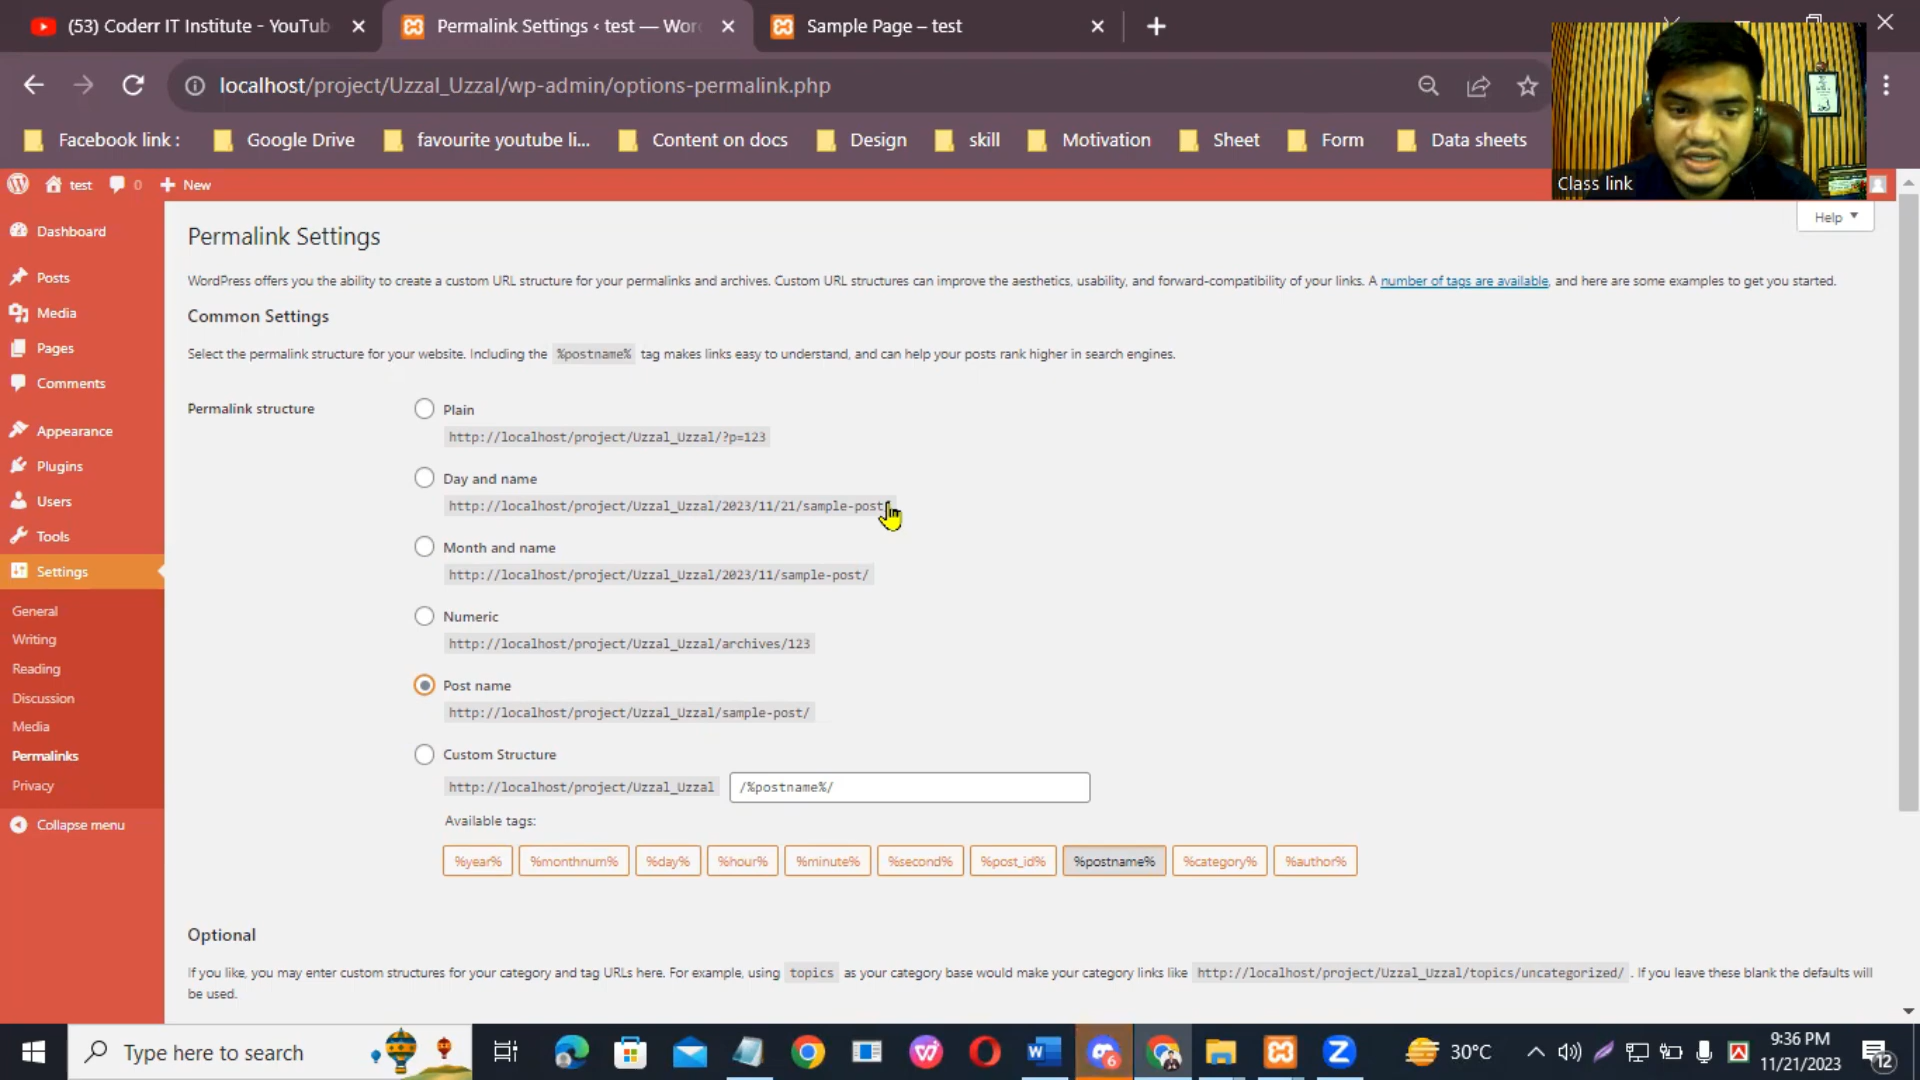 (53) Coderr IT Institute - YouTub
Permalink Settings ‹ test — Wor
Sample Page – test
localhost/project/Uzzal_Uzzal/wp-admin/options-permalink.php
Facebook link :
Google Drive
favourite youtube li...
Content on docs
Design
skill
Motivation
Sheet
Form
Data sheets
Class link
test
0
New
Help
Dashboard
Posts
Media
Pages
Comments
Appearance
Plugins
Users
Tools
Settings
General
Writing
Reading
Discussion
Media
Permalinks
Privacy
Collapse menu
Permalink Settings
WordPress offers you the ability to create a custom URL structure for your permalinks and archives. Custom URL structures can improve the aesthetics, usability, and forward-compatibility of your links. A number of tags are available, and here are some examples to get you started.
Common Settings
Select the permalink structure for your website. Including the %postname% tag makes links easy to understand, and can help your posts rank higher in search engines.
Permalink structure
Plain
http://localhost/project/Uzzal_Uzzal/?p=123
Day and name
http://localhost/project/Uzzal_Uzzal/2023/11/21/sample-post
Month and name
http://localhost/project/Uzzal_Uzzal/2023/11/sample-post/
Numeric
http://localhost/project/Uzzal_Uzzal/archives/123
Post name
http://localhost/project/Uzzal_Uzzal/sample-post/
Custom Structure
http://localhost/project/Uzzal_Uzzal /%postname%/
Available tags:
%year% %monthnum% %day% %hour% %minute% %second% %post_id% %postname% %category% %author%
Optional
If you like, you may enter custom structures for your category and tag URLs here. For example, using topics as your category base would make your category links like http://localhost/project/Uzzal_Uzzal/topics/uncategorized/ . If you leave these blank the defaults will
be used.
Type here to search
6
30°C
9:36 PM
11/21/2023
12